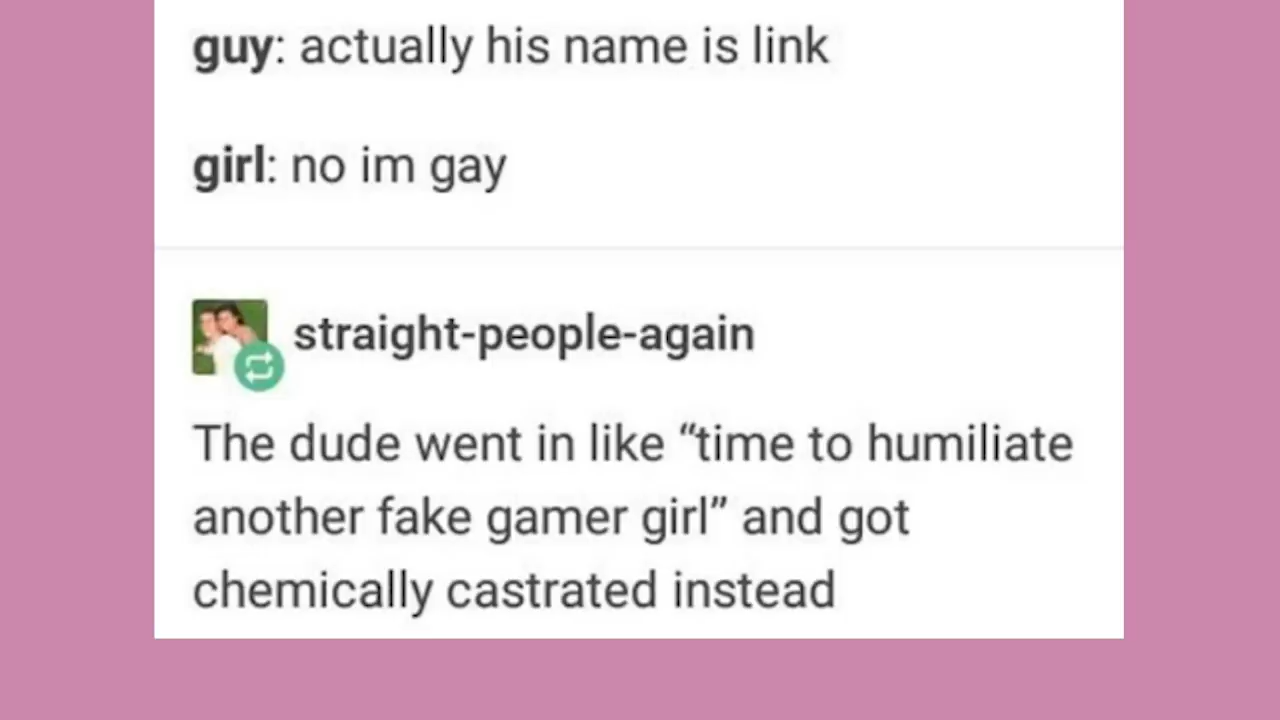 guy: actually his name is link
girl: no im gay
straight-people-again
The dude went in like “time to humiliate
another fake gamer girl” and got
chemically castrated instead